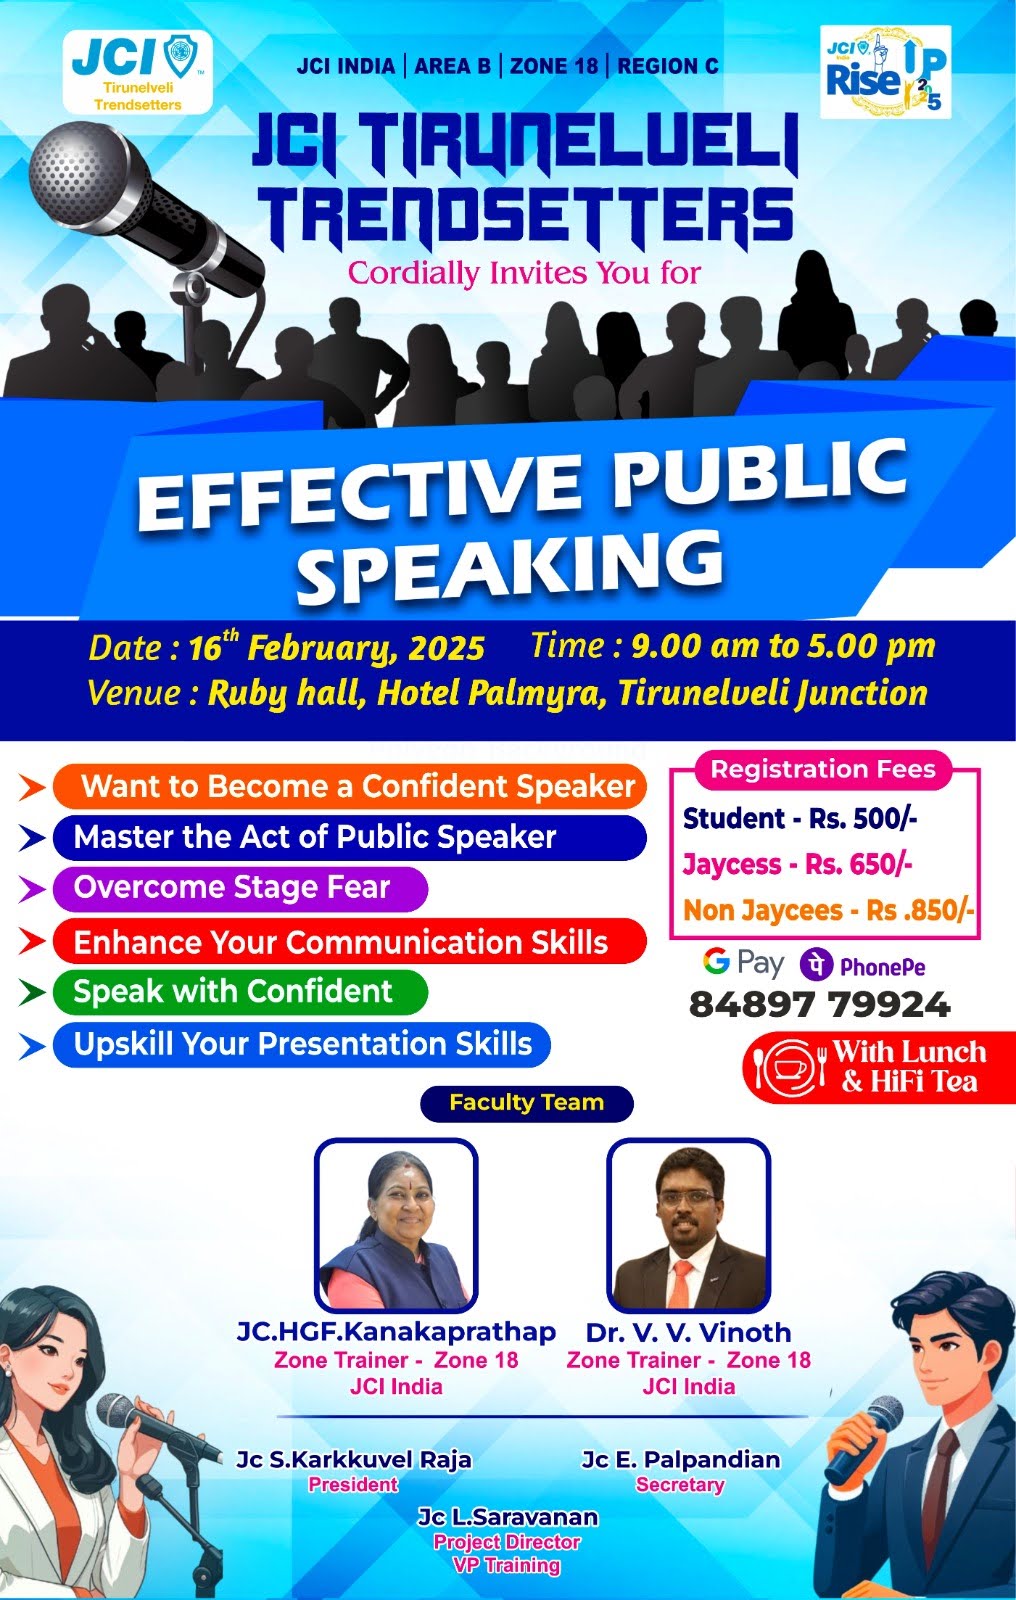 JCI
Tirunelveli
Trendsetters
JCI INDIA | AREA B | ZONE 18 | REGION C
JCI
India
Rise UP
2025
JCI TIRUNELVELI
TRENDSETTERS
Cordially Invites You for
EFFECTIVE PUBLIC
SPEAKING
Date : 16th February, 2025 Time : 9.00 am to 5.00 pm
Venue : Ruby hall, Hotel Palmyra, Tirunelveli Junction
Want to Become a Confident Speaker
Master the Act of Public Speaker
Overcome Stage Fear
Enhance Your Communication Skills
Speak with Confident
Upskill Your Presentation Skills
Registration Fees
Student - Rs. 500/-
Jaycess - Rs. 650/-
Non Jaycees - Rs .850/-
G Pay पे PhonePe
84897 79924
With Lunch
& HiFi Tea
Faculty Team
JC.HGF.Kanakaprathap
Zone Trainer - Zone 18
JCI India
Dr. V. V. Vinoth
Zone Trainer - Zone 18
JCI India
Jc S.Karkkuvel Raja
President
Jc E. Palpandian
Secretary
Jc L.Saravanan
Project Director
VP Training